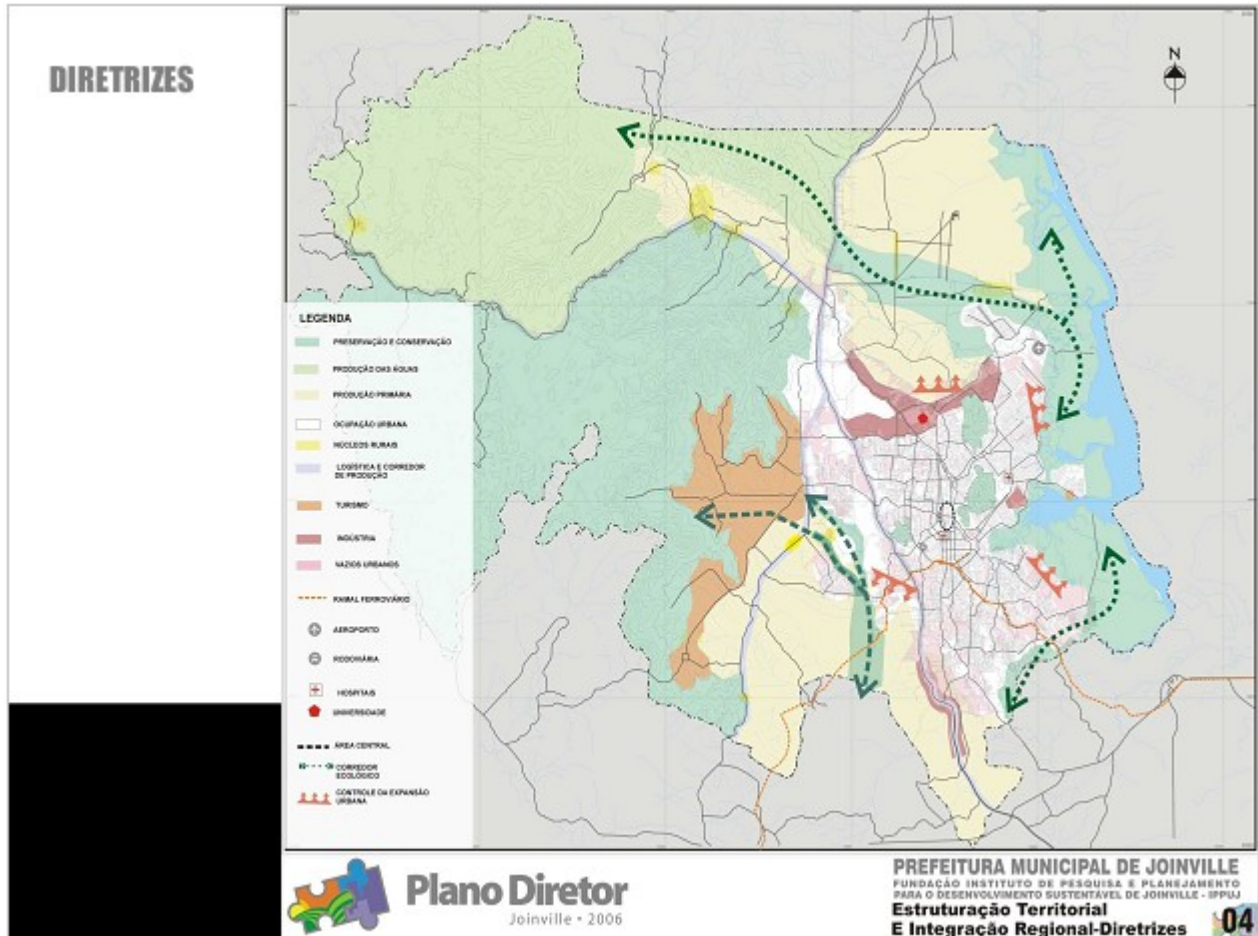 DIRETRIZES
N
LEGENDA
PRESERVAÇÃO E CONSERVAÇÃO
PRODUÇÃO DAS ÁGUAS
PRODUÇÃO PRIMÁRIA
OCUPAÇÃO URBANA
NÚCLEOS RURAIS
LOGÍSTICA E CORREDOR
DE PRODUÇÃO
TURISMO
INDÚSTRIA
VAZIOS URBANOS
RAMAL FERROVIÁRIO
AEROPORTO
RODOVIÁRIA
HOSPITAIS
UNIVERSIDADE
ÁREA CENTRAL
CORREDOR
ECOLÓGICO
CONTROLE DA EXPANSÃO
URBANA
Plano Diretor
Joinville • 2006
PREFEITURA MUNICIPAL DE JOINVILLE
FUNDAÇÃO INSTITUTO DE PESQUISA E PLANEJAMENTO
PARA O DESENVOLVIMENTO SUSTENTÁVEL DE JOINVILLE - IPPUJ
Estruturação Territorial
E Integração Regional-Diretrizes
04